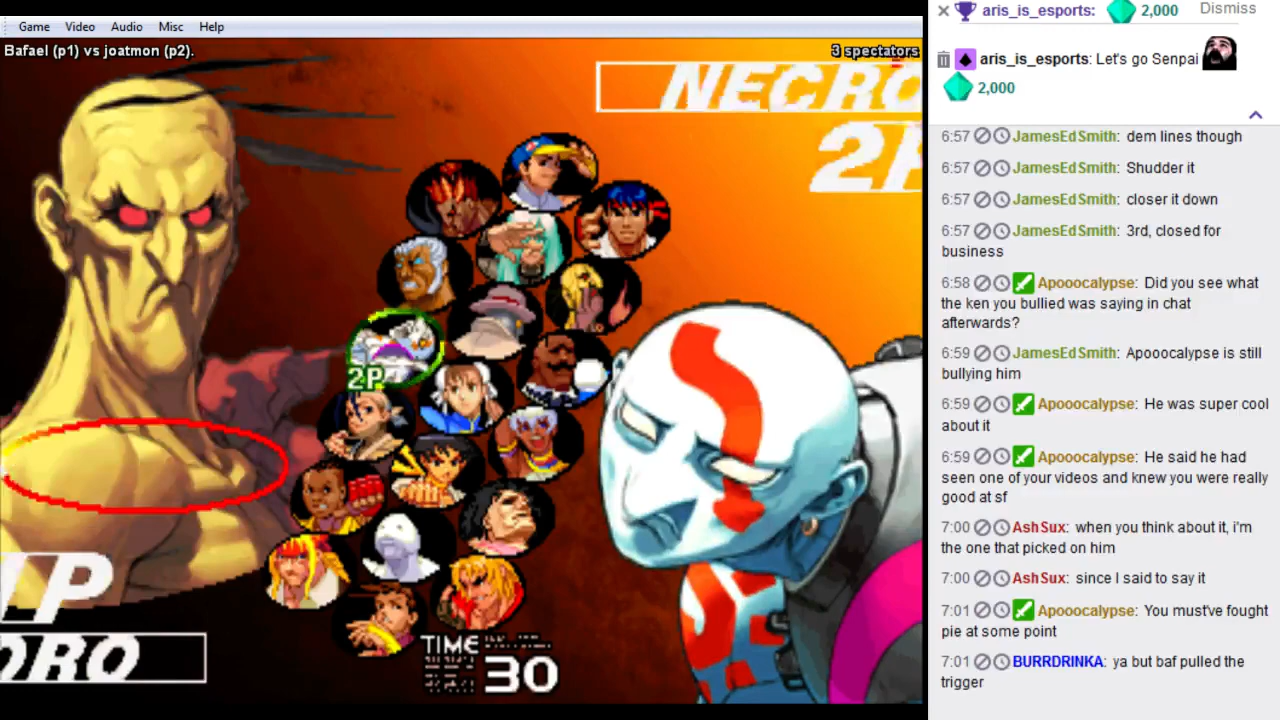 Game Video Audio Misc Help
Bafael (p1) vs joatmon (p2).
3 spectators
NECRO
2P
2P
1P
ORO
TIME
30
aris_is_esports: 2,000 Dismiss
aris_is_esports: Let's go Senpai
2,000
6:57 JamesEdSmith: dem lines though
6:57 JamesEdSmith: Shudder it
6:57 JamesEdSmith: closer it down
6:57 JamesEdSmith: 3rd, closed for
business
6:58 Apooocalypse: Did you see what
the ken you bullied was saying in chat
afterwards?
6:59 JamesEdSmith: Apooocalypse is still
bullying him
6:59 Apooocalypse: He was super cool
about it
6:59 Apooocalypse: He said he had
seen one of your videos and knew you were really
good at sf
7:00 AshSux: when you think about it, i'm
the one that picked on him
7:00 AshSux: since I said to say it
7:01 Apooocalypse: You must've fought
pie at some point
7:01 BURRDRINKA: ya but baf pulled the
trigger